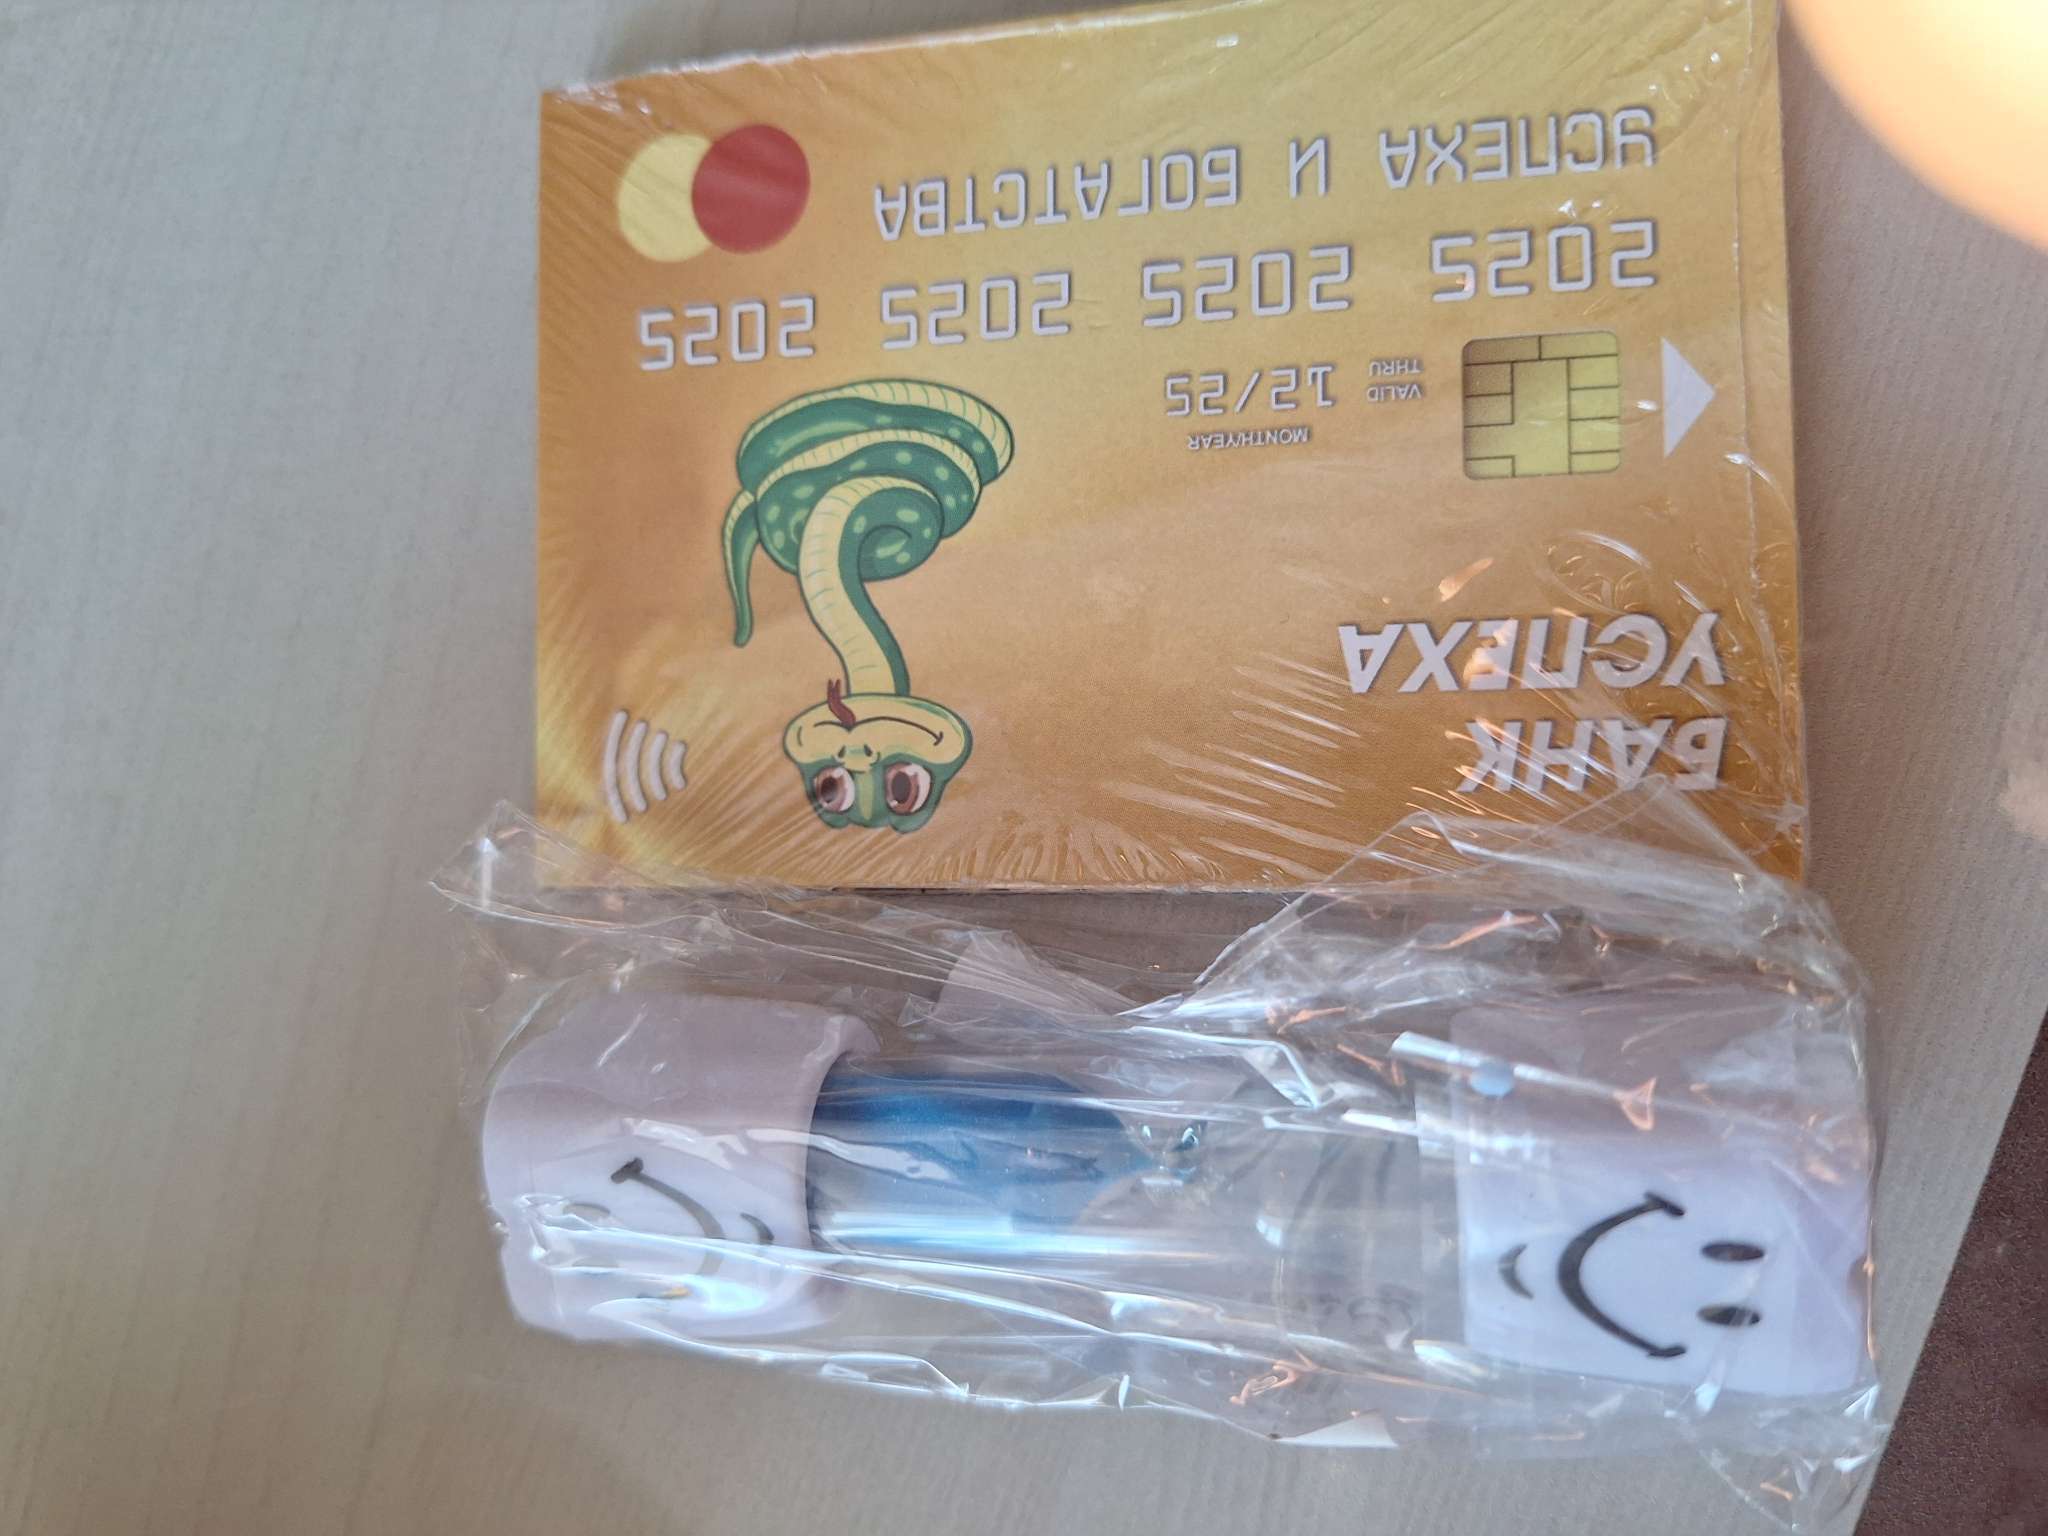 БАНК
УСПЕХА
MONTH/YEAR
VALID
THRU
12/25
2025 2025 2025 2025
УСПЕХА И БОГАТСТВА